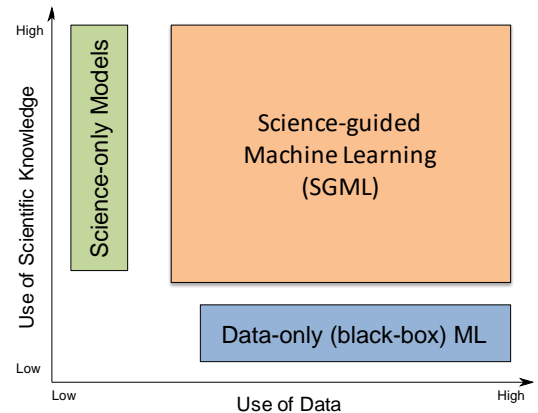 High
Use of Scientific Knowledge
Low
Science-only Models
Science-guided
Machine Learning
(SGML)
Data-only (black-box) ML
Low
Use of Data
High